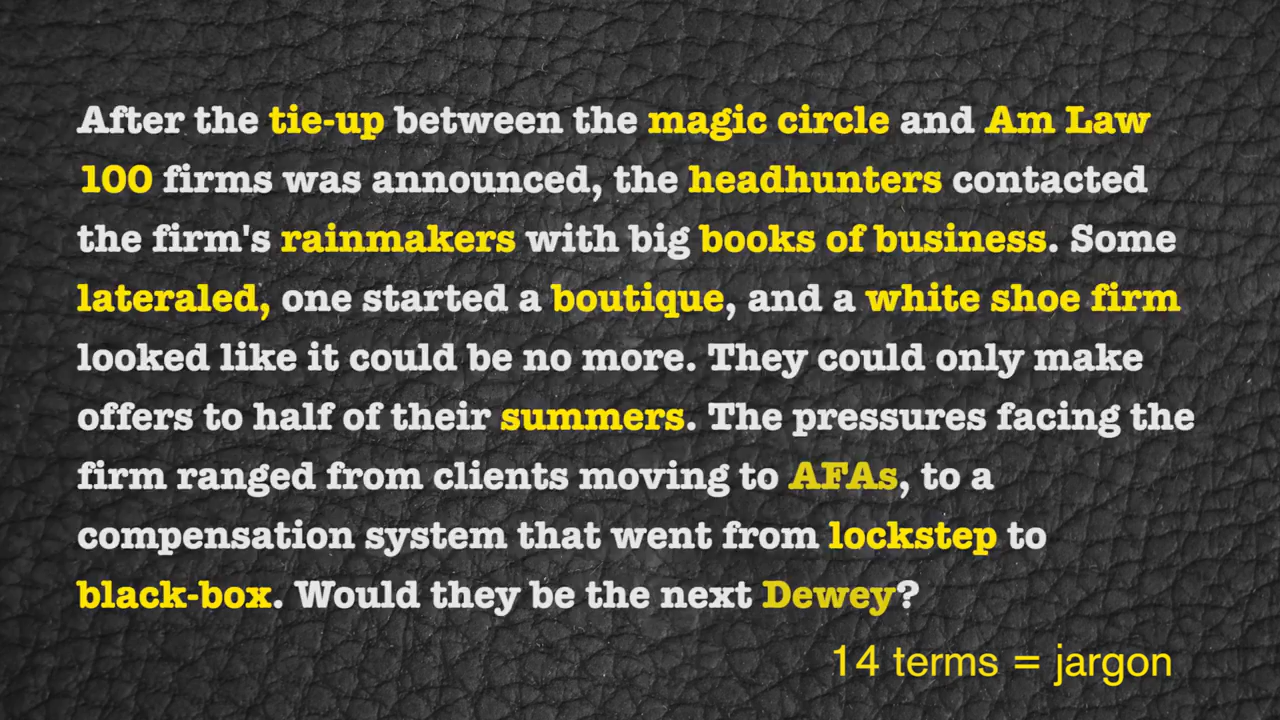 After the tie-up between the magic circle and Am Law
100 firms was announced, the headhunters contacted
the firm's rainmakers with big books of business. Some
lateraled, one started a boutique, and a white shoe firm
looked like it could be no more. They could only make
offers to half of their summers. The pressures facing the
firm ranged from clients moving to AFAs, to a
compensation system that went from lockstep to
black-box. Would they be the next Dewey?
14 terms = jargon